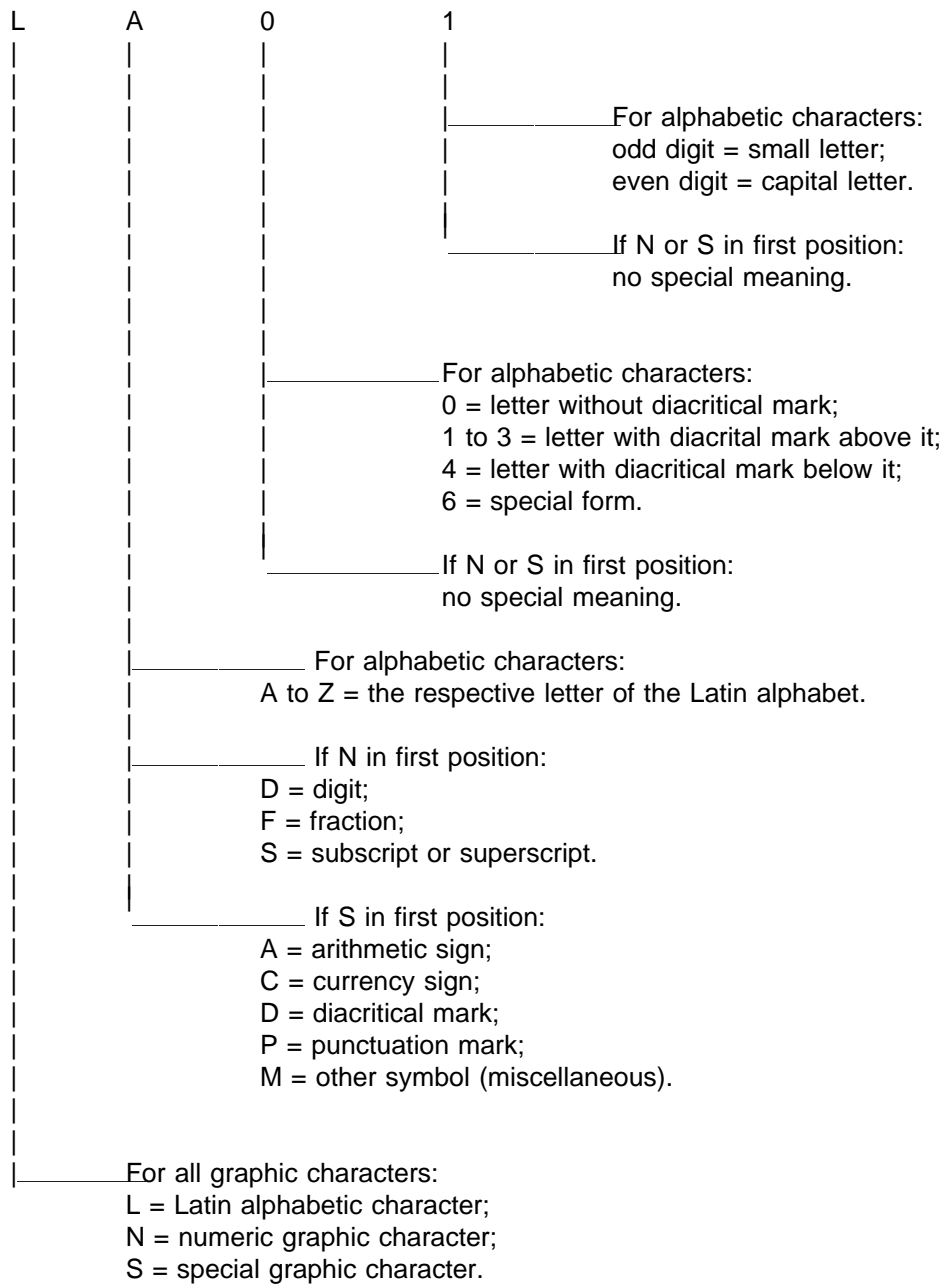 L A 0 1
For alphabetic characters:
odd digit = small letter;
even digit = capital letter.
If N or S in first position:
no special meaning.
For alphabetic characters:
0 = letter without diacritical mark;
1 to 3 = letter with diacrital mark above it;
4 = letter with diacritical mark below it;
6 = special form.
If N or S in first position:
no special meaning.
For alphabetic characters:
A to Z = the respective letter of the Latin alphabet.
If N in first position:
D = digit;
F = fraction;
S = subscript or superscript.
If S in first position:
A = arithmetic sign;
C = currency sign;
D = diacritical mark;
P = punctuation mark;
M = other symbol (miscellaneous).
For all graphic characters:
L = Latin alphabetic character;
N = numeric graphic character;
S = special graphic character.